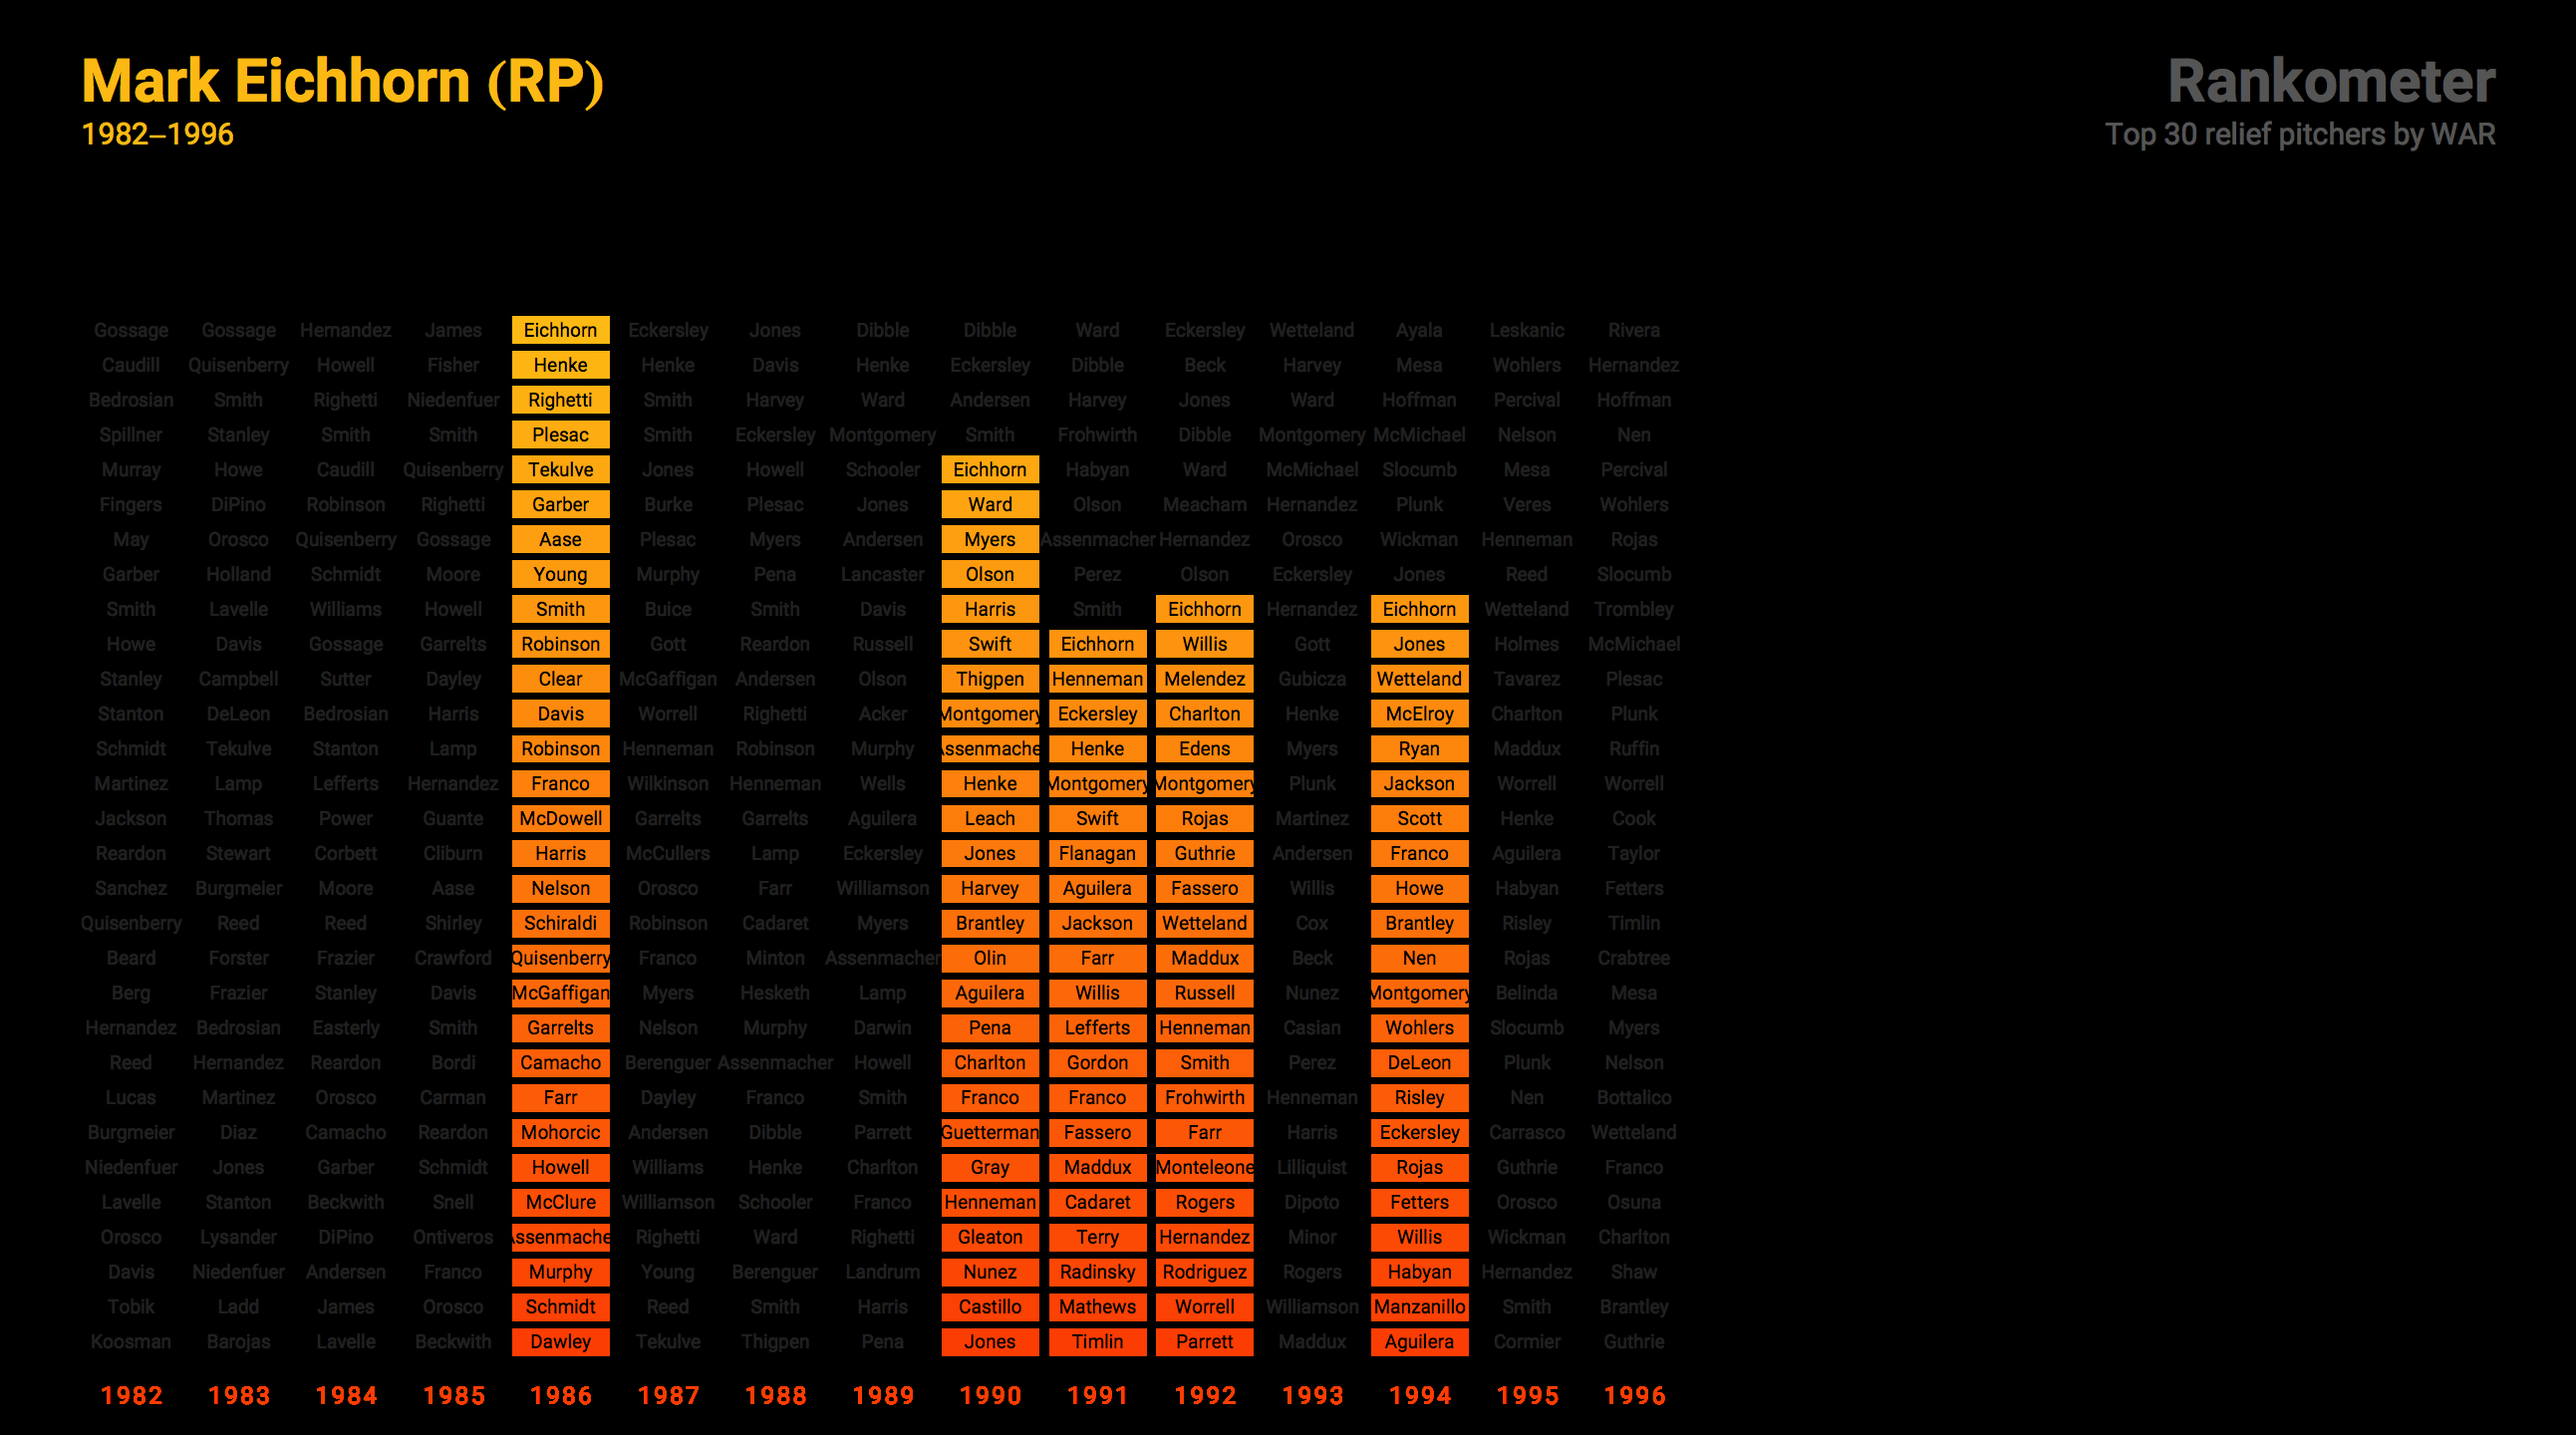 Mark Eichhorn (RP)
1982–1996
Rankometer
Top 30 relief pitchers by WAR
Gossage Gossage Hernandez James Eichhorn Eckersley Jones Dibble Dibble Ward Eckersley Wetteland Ayala Leskanic Rivera
Caudill Quisenberry Howell Fisher Henke Henke Davis Henke Eckersley Dibble Beck Harvey Mesa Wohlers Hernandez
Bedrosian Smith Righetti Niedenfuer Righetti Smith Harvey Ward Andersen Harvey Jones Ward Hoffman Percival Hoffman
Spillner Stanley Smith Smith Plesac Smith Eckersley Montgomery Smith Frohwirth Dibble Montgomery McMichael Nelson Nen
Murray Howe Caudill Quisenberry Tekulve Jones Howell Schooler Eichhorn Habyan Ward McMichael Slocumb Mesa Percival
Fingers DiPino Robinson Righetti Garber Burke Plesac Jones Ward Olson Meacham Hernandez Plunk Veres Wohlers
May Orosco Quisenberry Gossage Aase Plesac Myers Andersen Myers Assenmacher Hernandez Orosco Wickman Henneman Rojas
Garber Holland Schmidt Moore Young Murphy Pena Lancaster Olson Perez Olson Eckersley Jones Reed Slocumb
Smith Lavelle Williams Howell Smith Buice Smith Davis Harris Smith Eichhorn Hernandez Eichhorn Wetteland Trombley
Howe Davis Gossage Garrelts Robinson Gott Reardon Russell Swift Eichhorn Willis Gott Jones Holmes McMichael
Stanley Campbell Sutter Dayley Clear McGaffigan Andersen Olson Thigpen Henneman Melendez Gubicza Wetteland Tavarez Plesac
Stanton DeLeon Bedrosian Harris Davis Worrell Righetti Acker Montgomery Eckersley Charlton Henke McElroy Charlton Plunk
Schmidt Tekulve Stanton Lamp Robinson Henneman Robinson Murphy Assenmache Henke Edens Myers Ryan Maddux Ruffin
Martinez Lamp Lefferts Hernandez Franco Wilkinson Henneman Wells Henke Montgomery Montgomery Plunk Jackson Worrell Worrell
Jackson Thomas Power Guante McDowell Garrelts Garrelts Aguilera Leach Swift Rojas Martinez Scott Henke Cook
Reardon Stewart Corbett Cliburn Harris McCullers Lamp Eckersley Jones Flanagan Guthrie Andersen Franco Aguilera Taylor
Sanchez Burgmeier Moore Aase Nelson Orosco Farr Williamson Harvey Aguilera Fassero Willis Howe Habyan Fetters
Quisenberry Reed Reed Shirley Schiraldi Robinson Cadaret Myers Brantley Jackson Wetteland Cox Brantley Risley Timlin
Beard Forster Frazier Crawford Quisenberry Franco Minton Assenmacher Olin Farr Maddux Beck Nen Rojas Crabtree
Berg Frazier Stanley Davis McGaffigan Myers Hesketh Lamp Aguilera Willis Russell Nunez Montgomery Belinda Mesa
Hernandez Bedrosian Easterly Smith Garrelts Nelson Murphy Darwin Pena Lefferts Henneman Casian Wohlers Slocumb Myers
Reed Hernandez Reardon Bordi Camacho Berenguer Assenmacher Howell Charlton Gordon Smith Perez DeLeon Plunk Nelson
Lucas Martinez Orosco Carman Farr Dayley Franco Smith Franco Franco Frohwirth Henneman Risley Nen Bottalico
Burgmeier Diaz Camacho Reardon Mohorcic Andersen Dibble Parrett Guetterman Fassero Farr Harris Eckersley Carrasco Wetteland
Niedenfuer Jones Garber Schmidt Howell Williams Henke Charlton Gray Maddux Monteleone Lilliquist Rojas Guthrie Franco
Lavelle Stanton Beckwith Snell McClure Williamson Schooler Franco Henneman Cadaret Rogers Dipoto Fetters Orosco Osuna
Orosco Lysander DiPino Ontiveros Assenmache Righetti Ward Righetti Gleaton Terry Hernandez Minor Willis Wickman Charlton
Davis Niedenfuer Andersen Franco Murphy Young Berenguer Landrum Nunez Radinsky Rodriguez Rogers Habyan Hernandez Shaw
Tobik Ladd James Orosco Schmidt Reed Smith Harris Castillo Mathews Worrell Williamson Manzanillo Smith Brantley
Koosman Barojas Lavelle Beckwith Dawley Tekulve Thigpen Pena Jones Timlin Parrett Maddux Aguilera Cormier Guthrie
1982 1983 1984 1985 1986 1987 1988 1989 1990 1991 1992 1993 1994 1995 1996